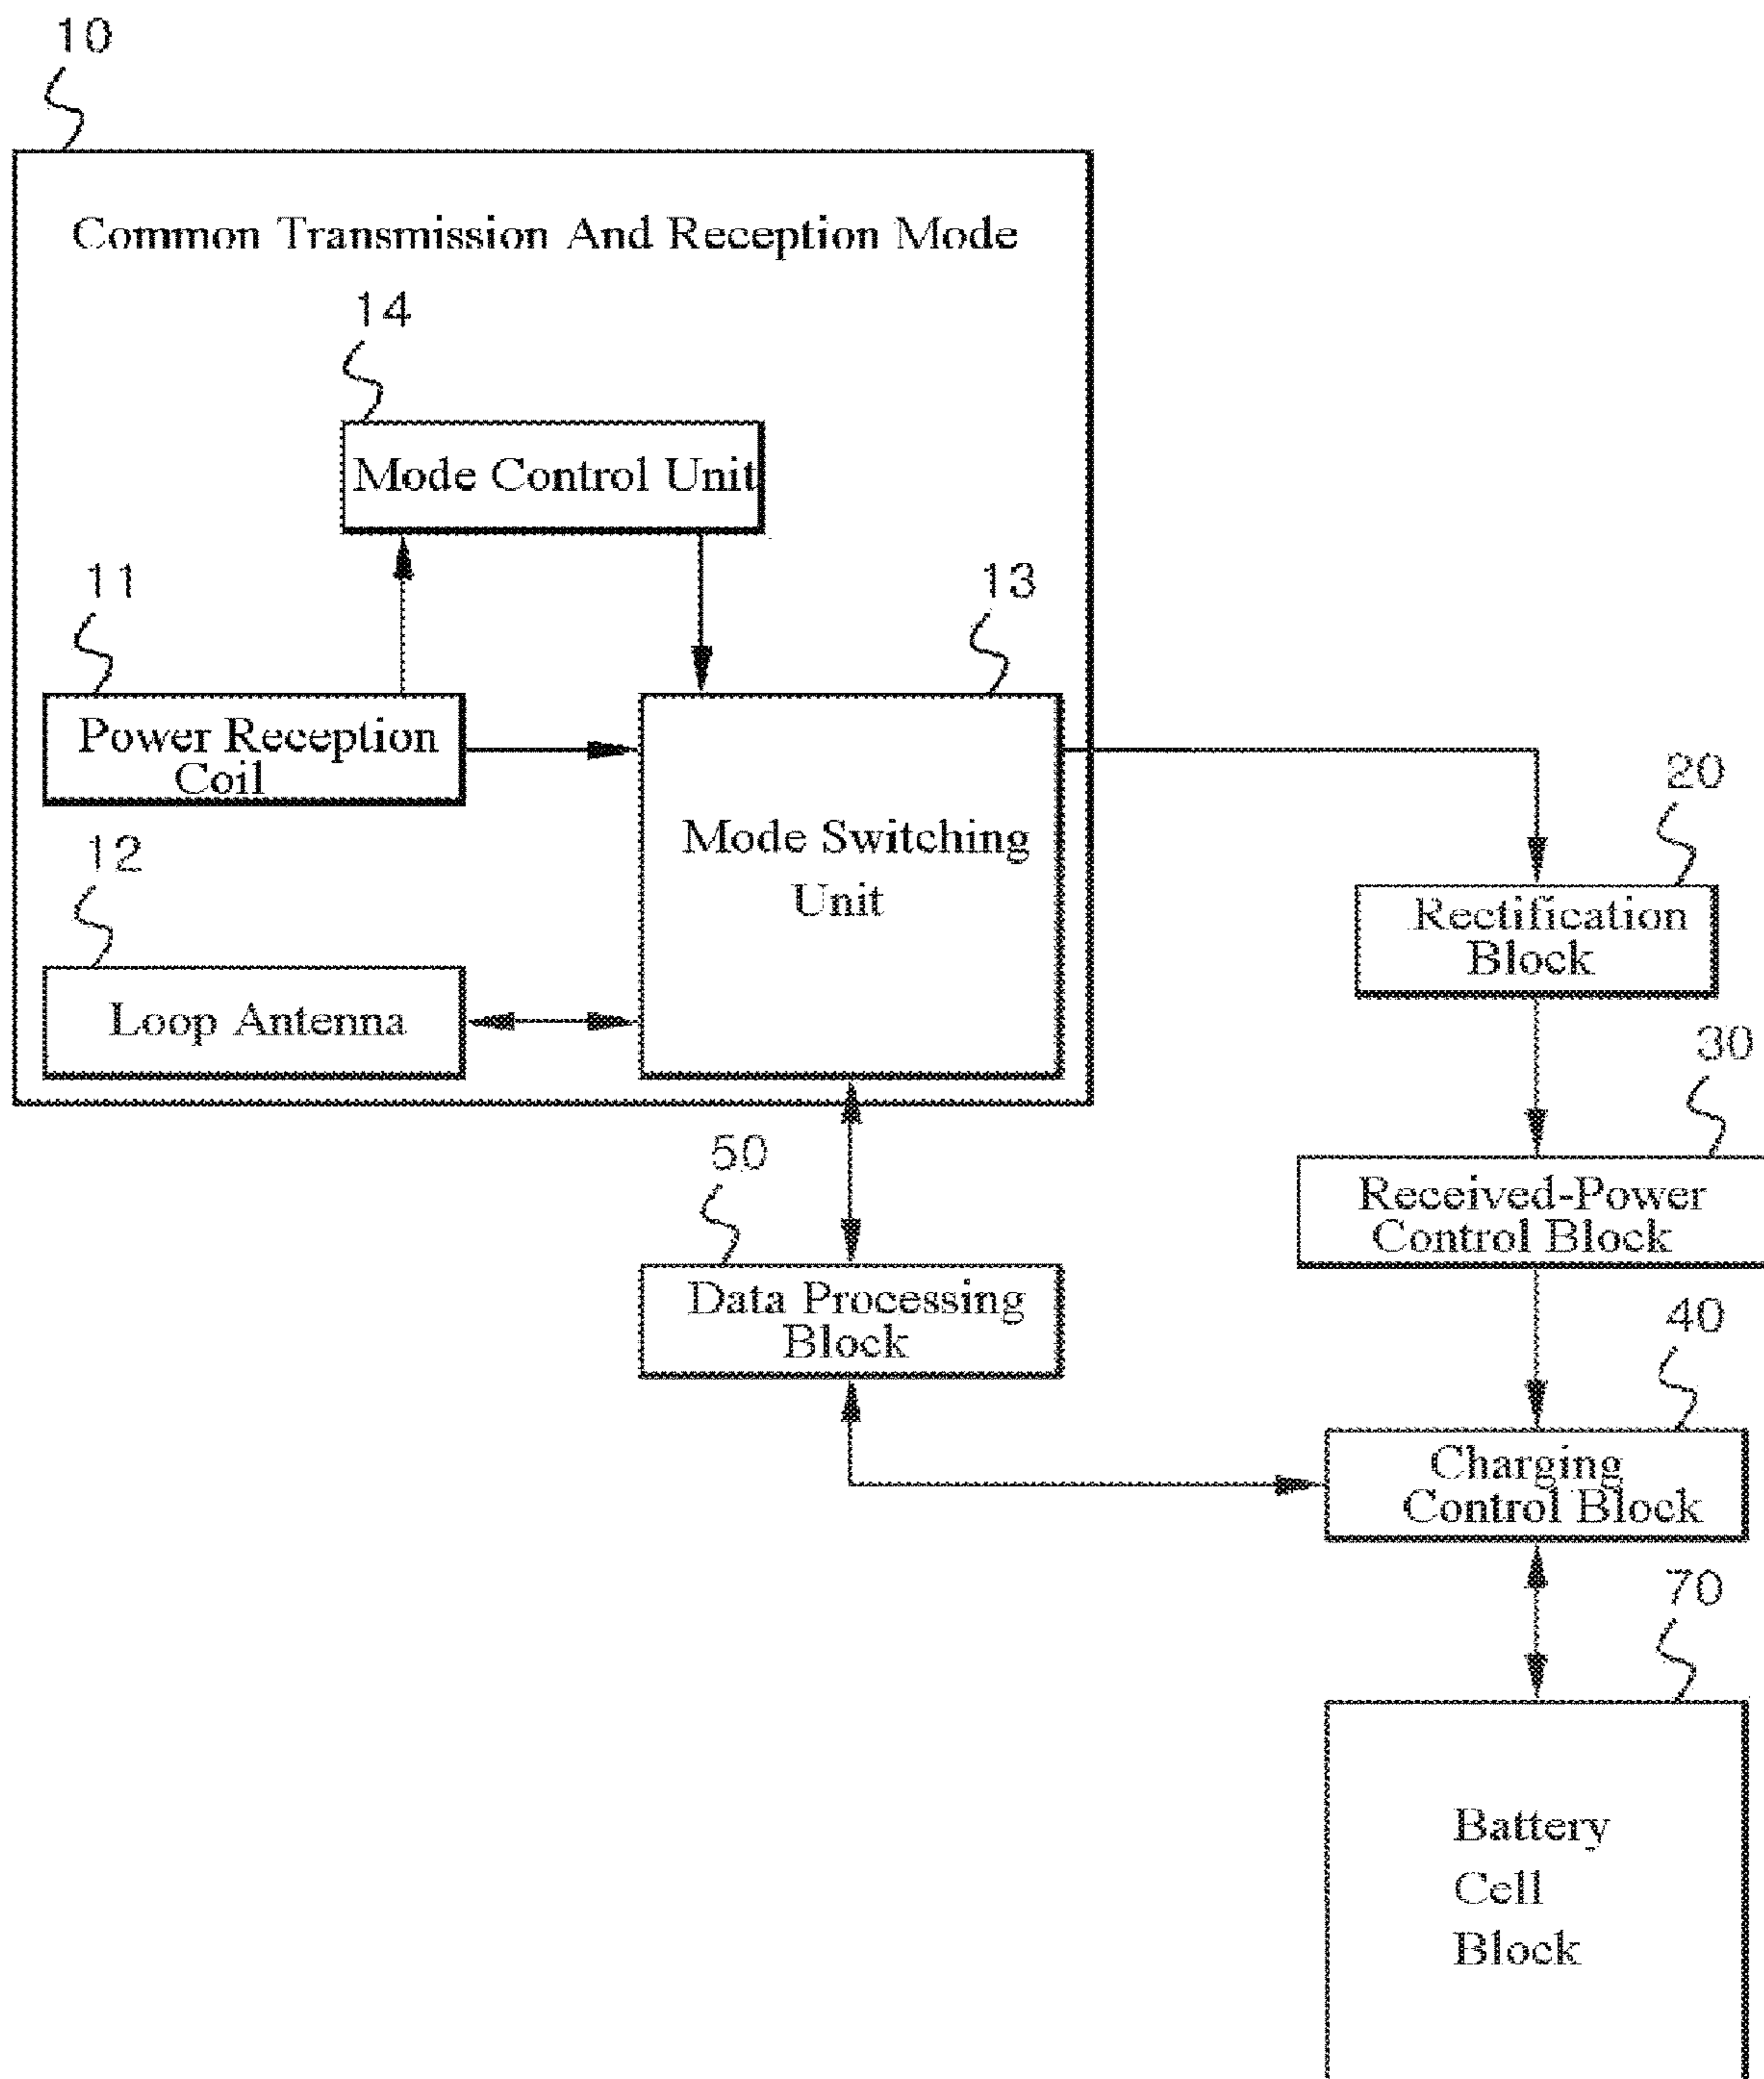 10
Common Transmission And Reception Mode
14
Mode Control Unit
11
13
Power Reception
Coil
20
Mode Switching
Unit
12
Rectification
Block
Loop Antenna
30
50
Received-Power
Control Block
Data Processing
Block
40
Charging
Control Block
70
Battery
Cell
Block